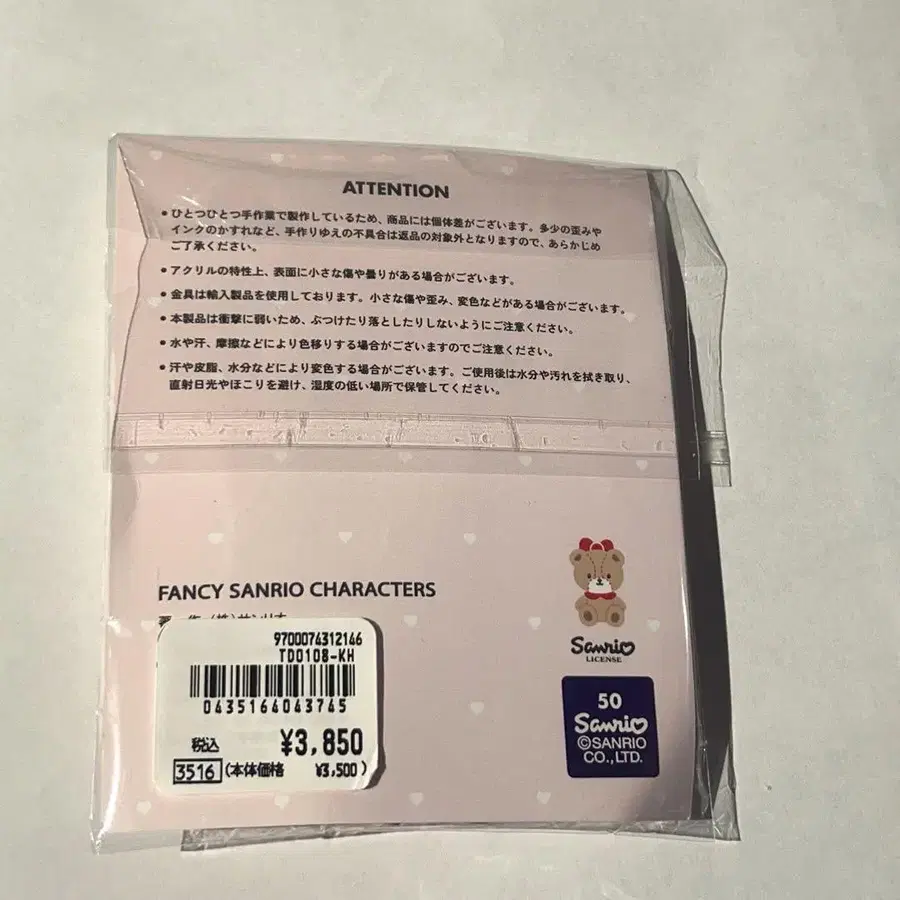 ATTENTION
●ひとつひとつ手作業で製作しているため、商品には個体差がございます。多少の歪みや
インクのかすれなど、手作りゆえの不具合は返品の対象外となりますので、あらかじめ
ご了承ください。
●アクリルの特性上、表面に小さな傷や曇りがある場合がございます。
●金具は輸入製品を使用しております。小さな傷や歪み、変色などがある場合がございます。
●本製品は衝撃に弱いため、ぶつけたり落としたりしないようにご注意ください。
●水や汗、摩擦などにより色移りする場合がございますのでご注意ください。
●汗や皮脂、水分などにより変色する場合がございます。ご使用後は水分や汚れを拭き取り、
直射日光やほこりを避け、湿度の低い場所で保管してください。
FANCY SANRIO CHARACTERS
9700074312146
TD0108-KH
0435164043745
税込 ¥3,850
3516 (本体価格 ¥3,500)
Sanrio
LICENSE
50
Sanrio
©SANRIO
CO.,LTD.